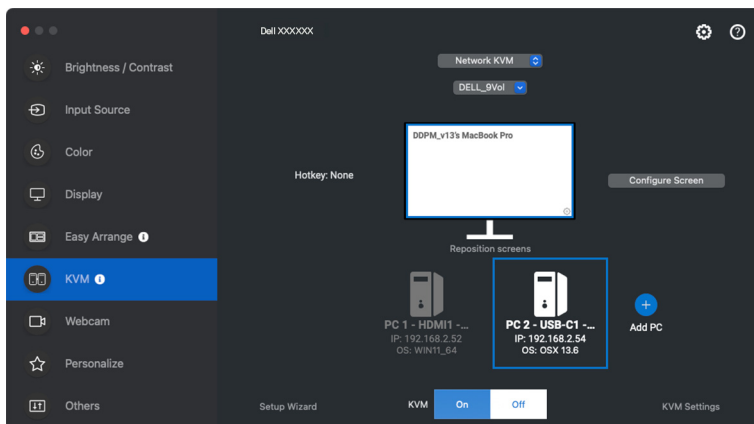 Dell XXXXXX
Brightness / Contrast
Input Source
Color
Display
Easy Arrange
KVM
Webcam
Personalize
Others
Network KVM
DELL_9Vol
DDPM_v13's MacBook Pro
Hotkey: None
Configure Screen
Reposition screens
PC 1 - HDMI1 -...
IP: 192.168.2.52
OS: WIN11_64
PC 2 - USB-C1 -...
IP: 192.168.2.54
OS: OSX 13.6
Add PC
Setup Wizard
KVM
On
Off
KVM Settings